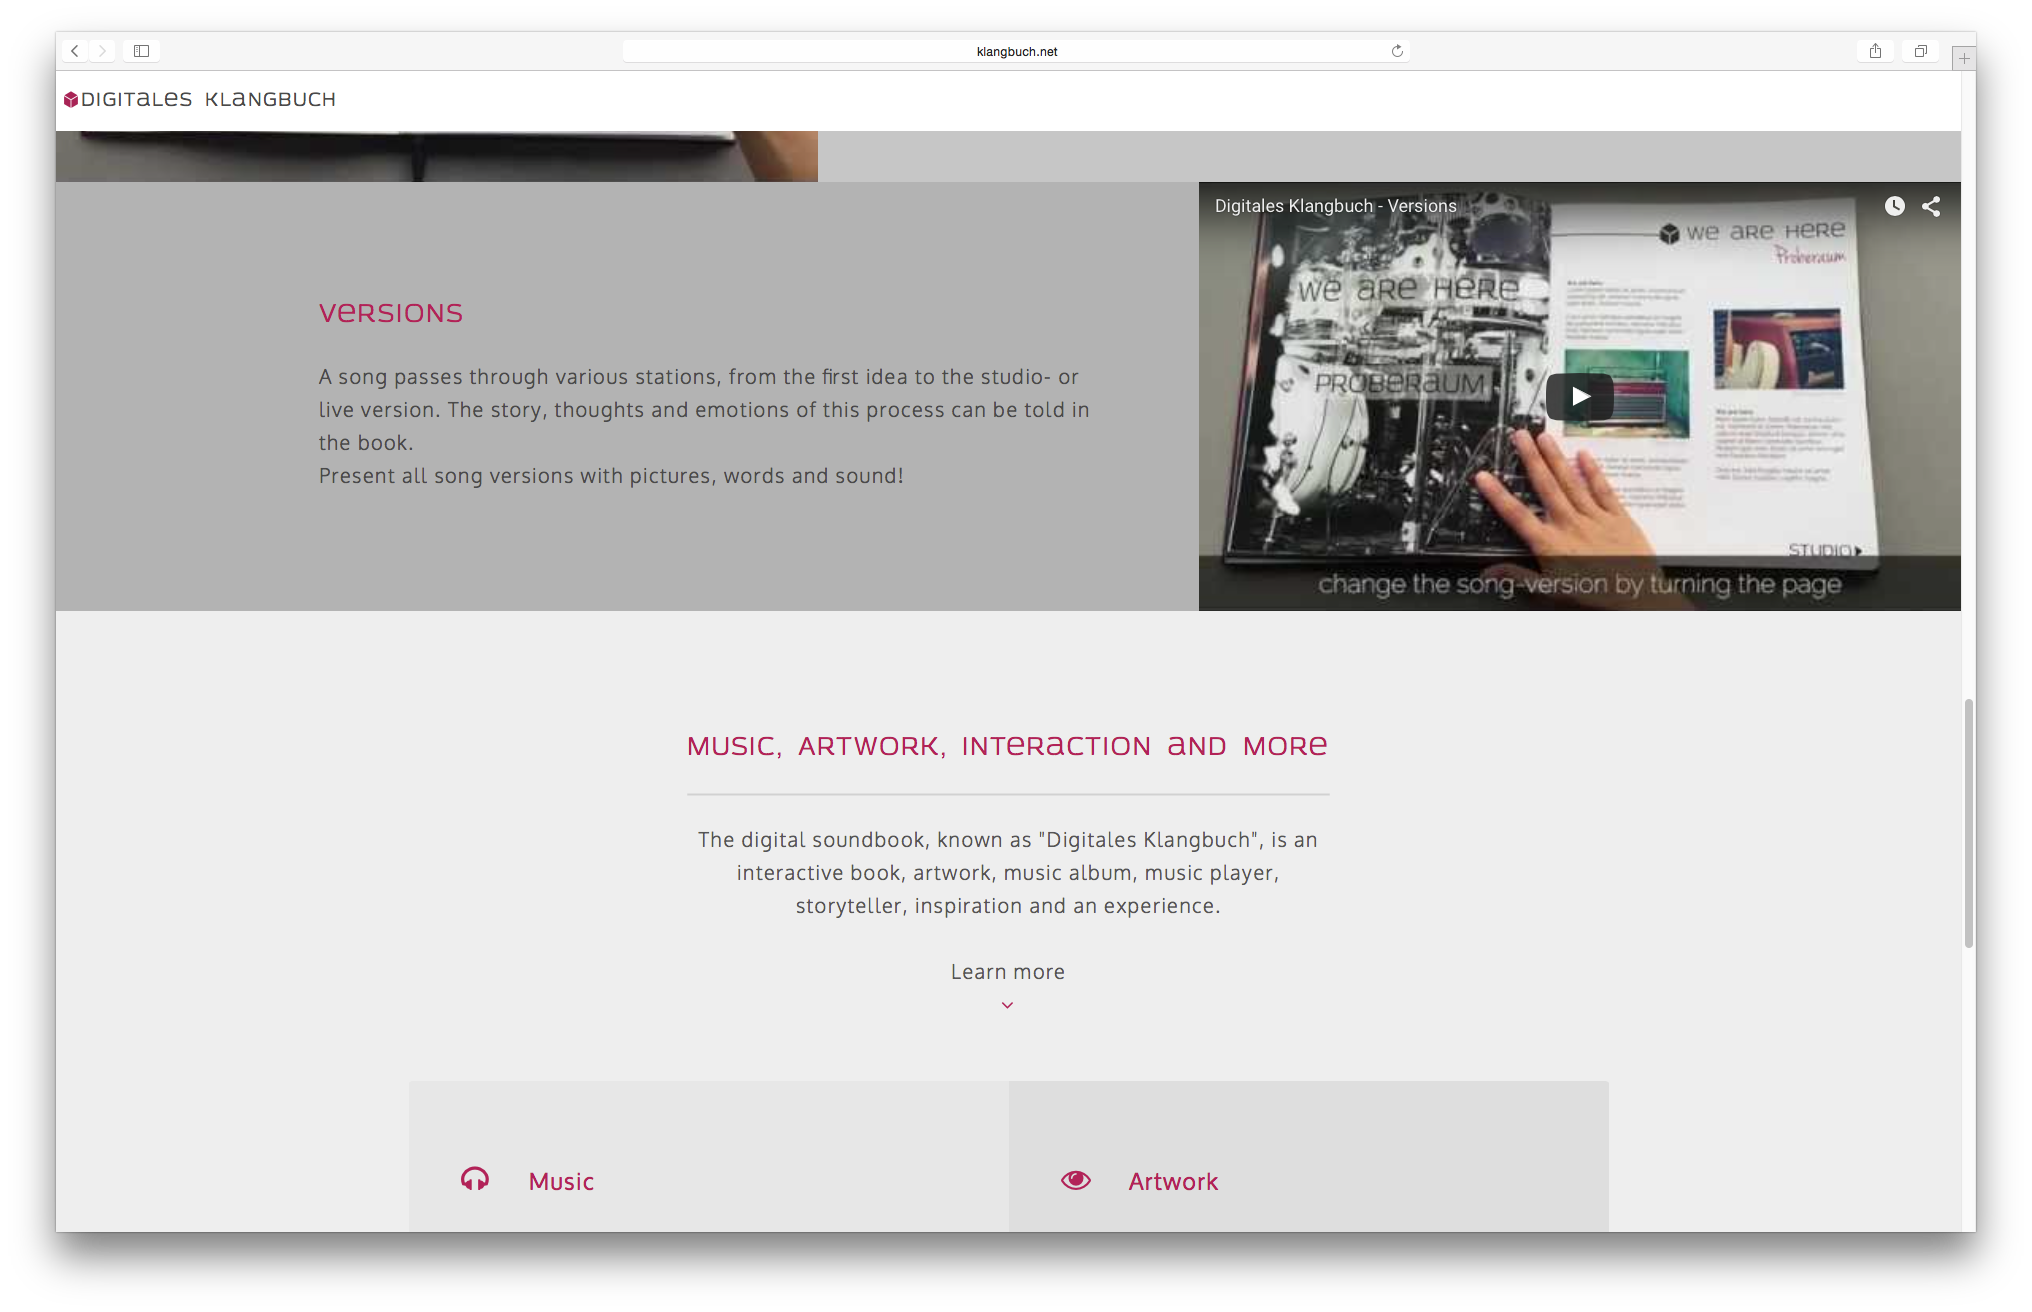 klangbuch.net
DIGITales KLANGBUCH
Digitales Klangbuch - Versions
We are Here
Proberaum
We are Here
PROBERAUM
STUDIO
change the song-version by turning the page
Versions
A song passes through various stations, from the first idea to the studio- or
live version. The story, thoughts and emotions of this process can be told in
the book.
Present all song versions with pictures, words and sound!
MUSIC, ARTWORK, INTERACTION AND MORE
The digital soundbook, known as "Digitales Klangbuch", is an
interactive book, artwork, music album, music player,
storyteller, inspiration and an experience.
Learn more
Music
Artwork